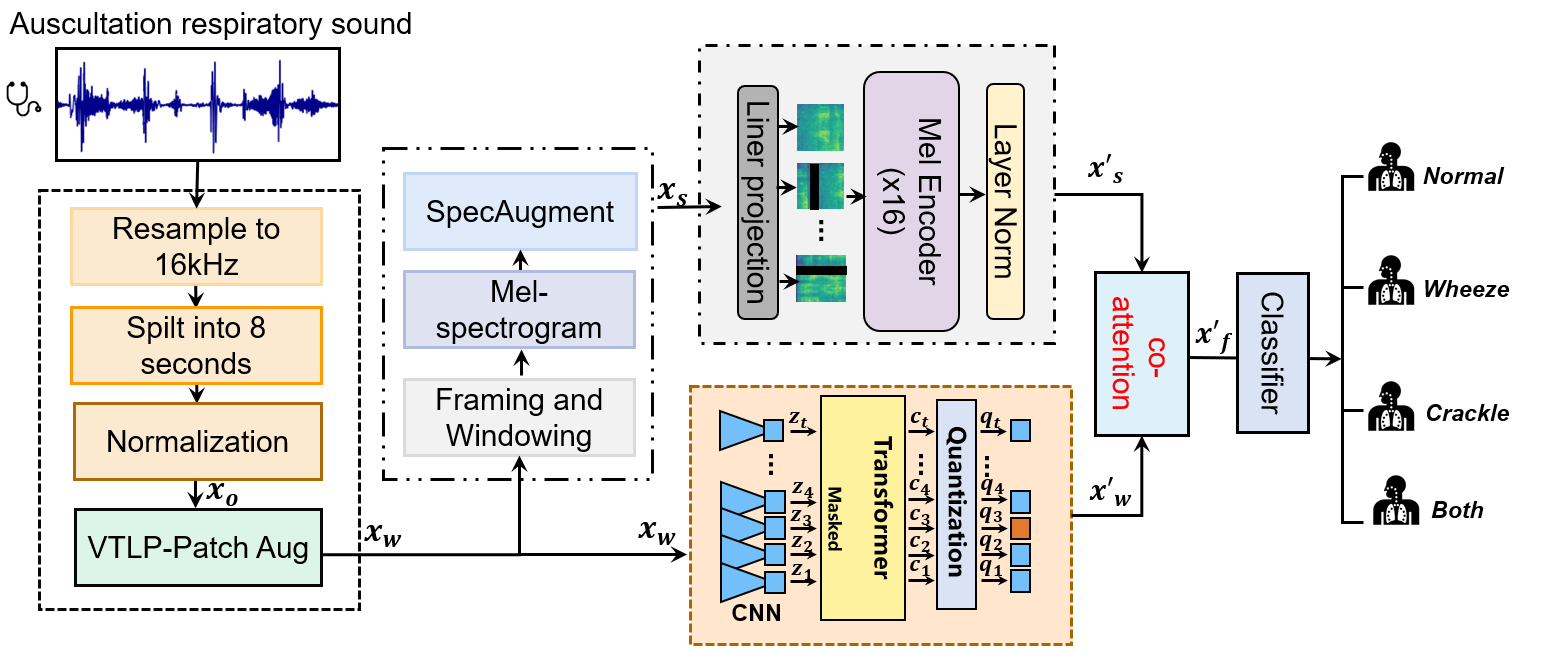 Auscultation respiratory sound
Resample to
16kHz
Spilt into 8
seconds
Normalization
x_o
VTLP-Patch Aug
x_w
SpecAugment
Mel-
spectrogram
Framing and
Windowing
x_s
x_w
Liner projection
...
Mel Encoder
(x16)
Layer Norm
CNN
z_t
...
z_4
z_3
z_2
z_1
Masked
Transformer
c_t
...
c_4
c_3
c_2
c_1
Quantization
q_t
...
q_4
q_3
q_2
q_1
x'_s
x'_w
co-
attention
x'_f
Classifier
Normal
Wheeze
Crackle
Both